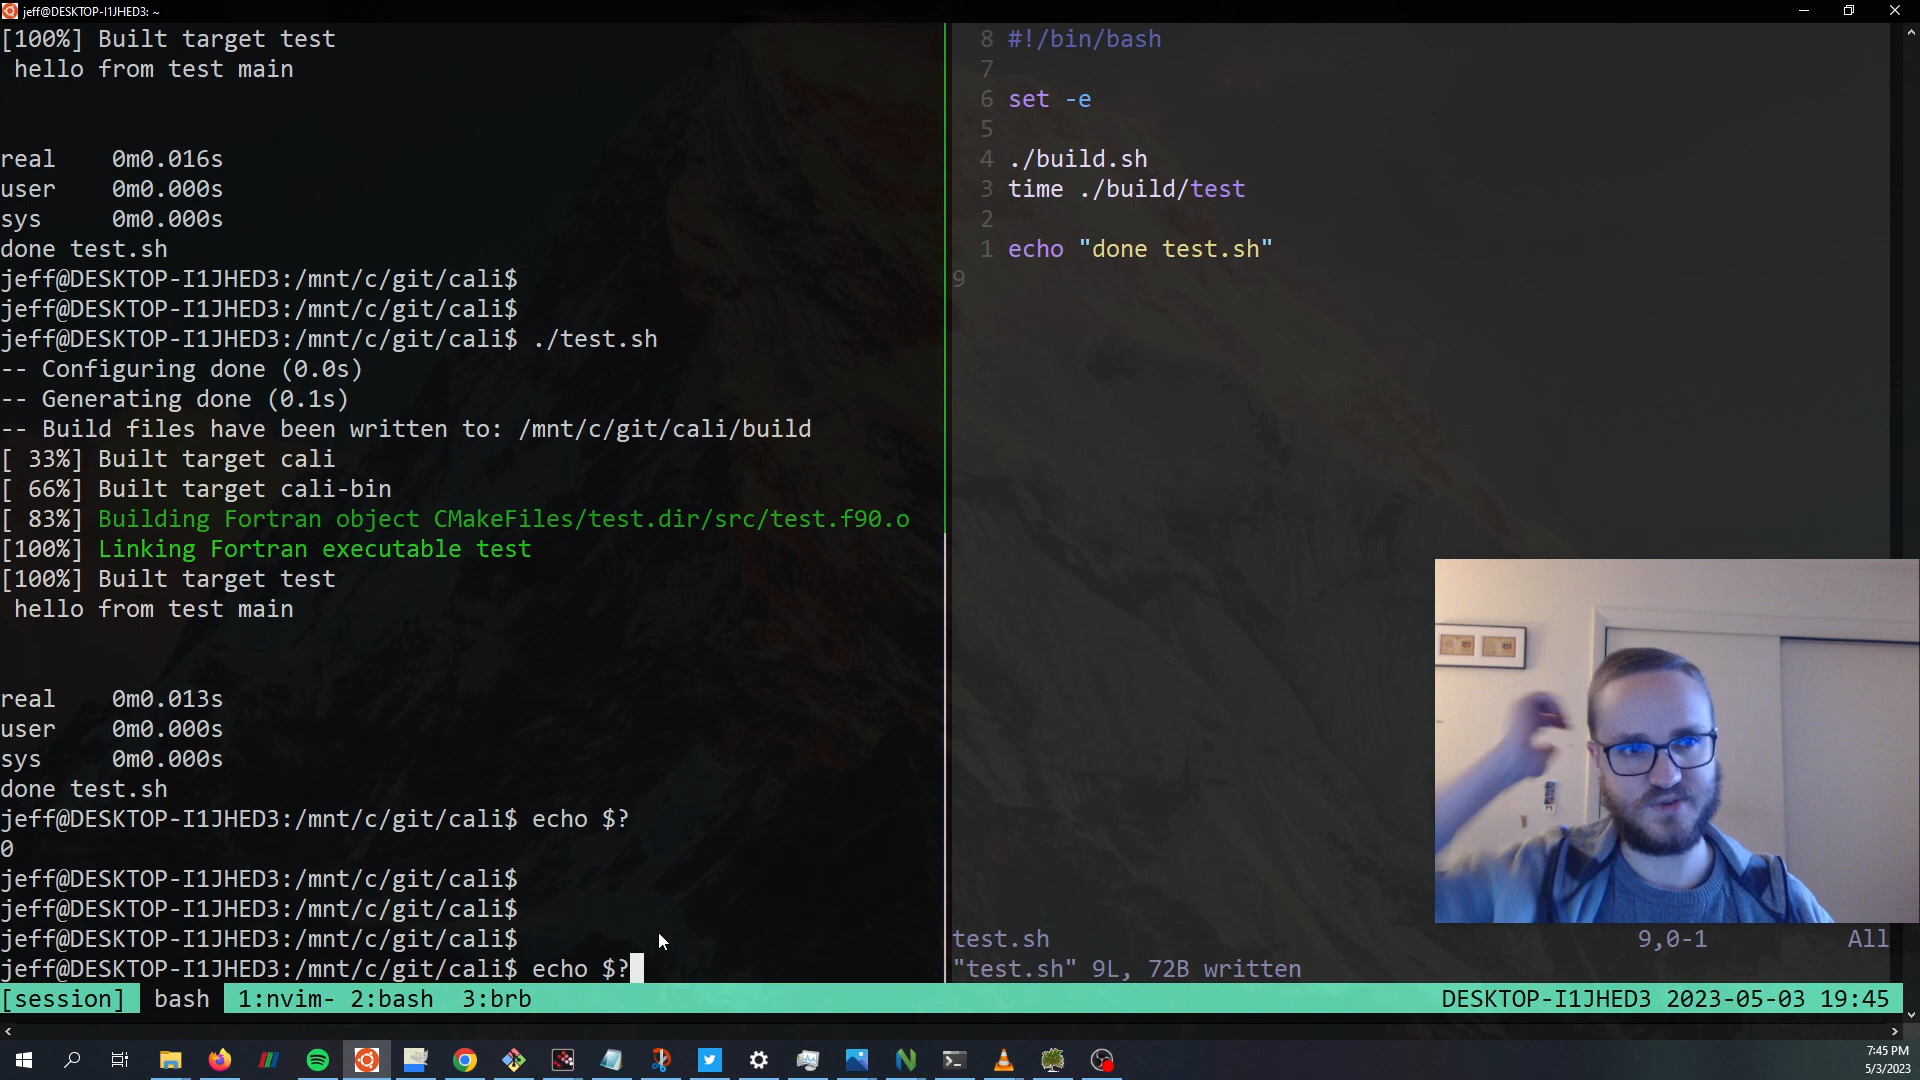 jeff@DESKTOP-I1JHED3: ~
[100%] Built target test
hello from test main
real 0m0.016s
user 0m0.000s
sys 0m0.000s
done test.sh
jeff@DESKTOP-I1JHED3:/mnt/c/git/cali$
jeff@DESKTOP-I1JHED3:/mnt/c/git/cali$
jeff@DESKTOP-I1JHED3:/mnt/c/git/cali$ ./test.sh
-- Configuring done (0.0s)
-- Generating done (0.1s)
-- Build files have been written to: /mnt/c/git/cali/build
[ 33%] Built target cali
[ 66%] Built target cali-bin
[ 83%] Building Fortran object CMakeFiles/test.dir/src/test.f90.o
[100%] Linking Fortran executable test
[100%] Built target test
hello from test main
real 0m0.013s
user 0m0.000s
sys 0m0.000s
done test.sh
jeff@DESKTOP-I1JHED3:/mnt/c/git/cali$ echo $?
0
jeff@DESKTOP-I1JHED3:/mnt/c/git/cali$
jeff@DESKTOP-I1JHED3:/mnt/c/git/cali$
jeff@DESKTOP-I1JHED3:/mnt/c/git/cali$
jeff@DESKTOP-I1JHED3:/mnt/c/git/cali$ echo $?
8 #!/bin/bash
7
6 set -e
5
4 ./build.sh
3 time ./build/test
2
1 echo "done test.sh"
9
test.sh 9,0-1 All
"test.sh" 9L, 72B written
[session] bash 1:nvim- 2:bash 3:brb DESKTOP-I1JHED3 2023-05-03 19:45
7:45 PM
5/3/2023